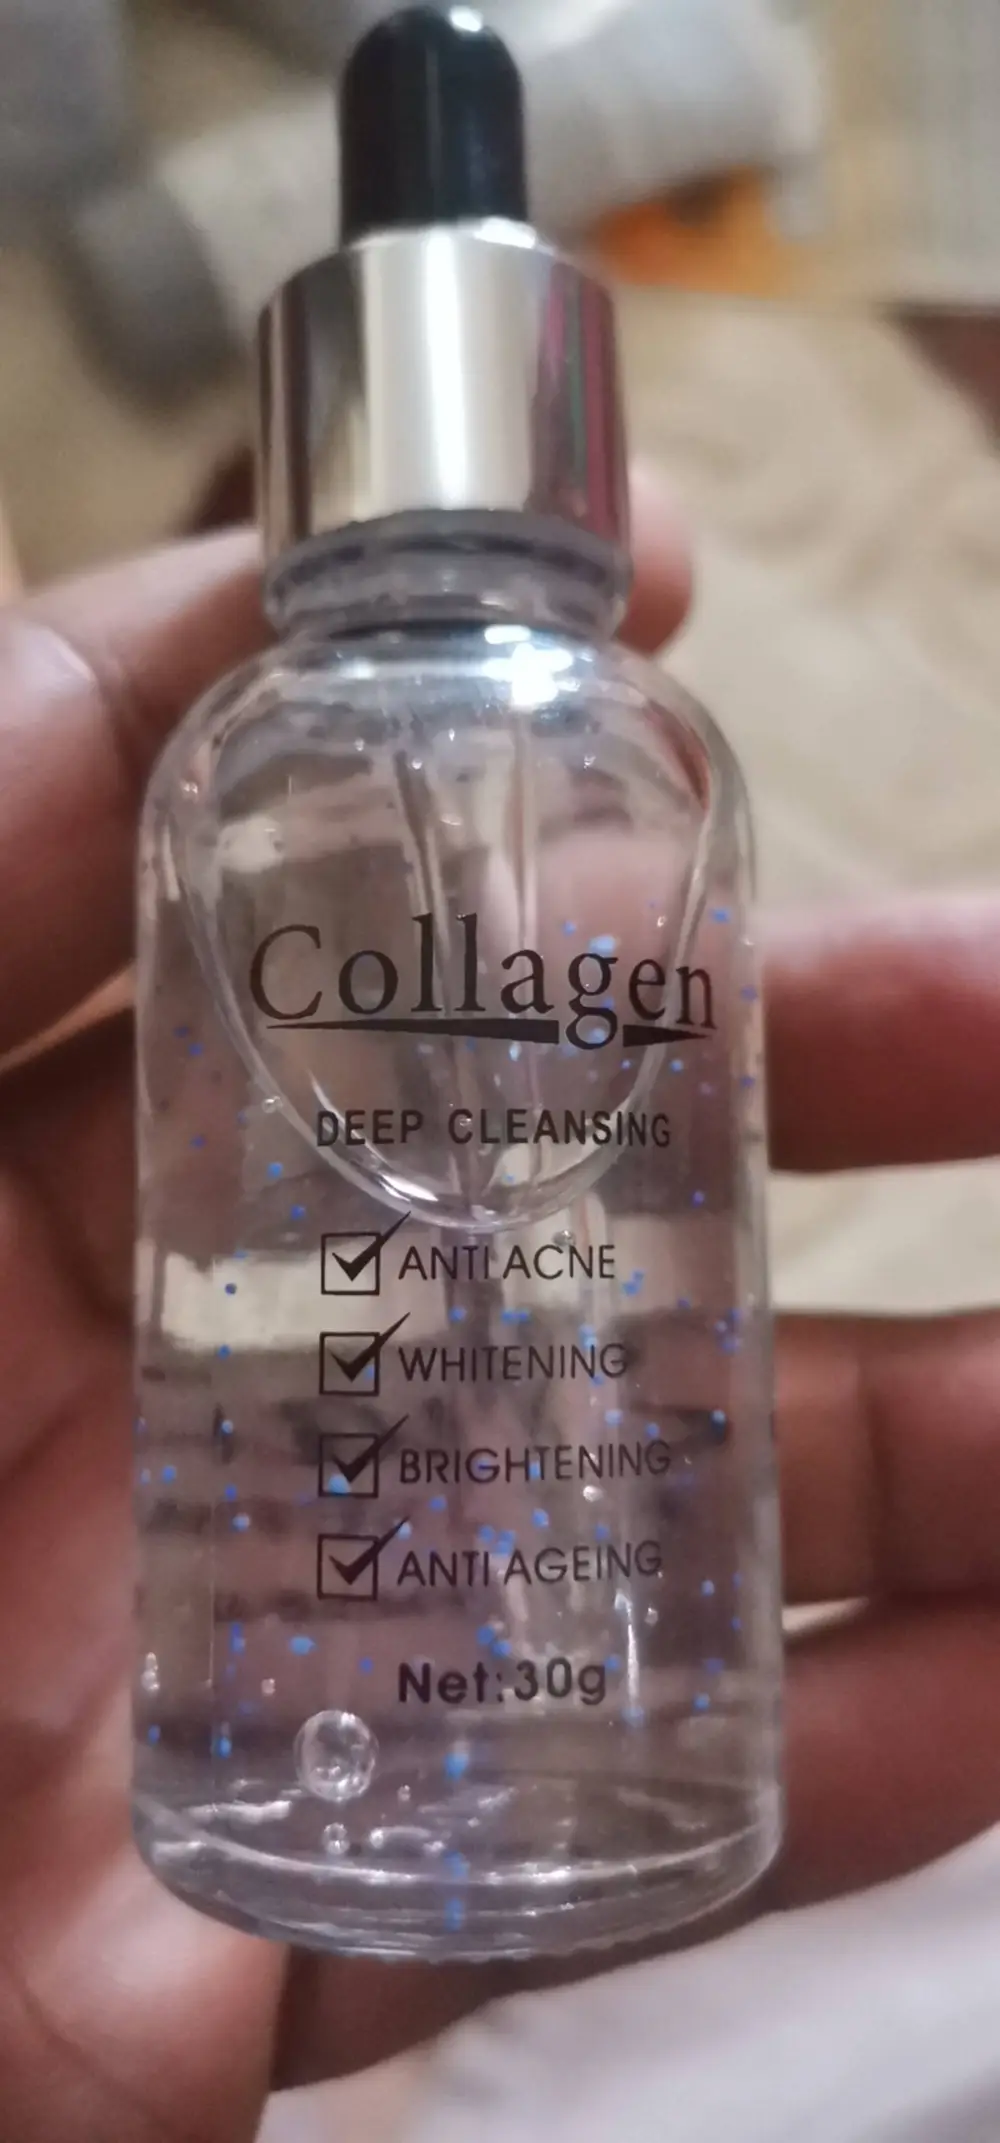 Collagen
DEEP CLEANSING
ANTI ACNE
WHITENING
BRIGHTENING
ANTI AGEING
Net:30g